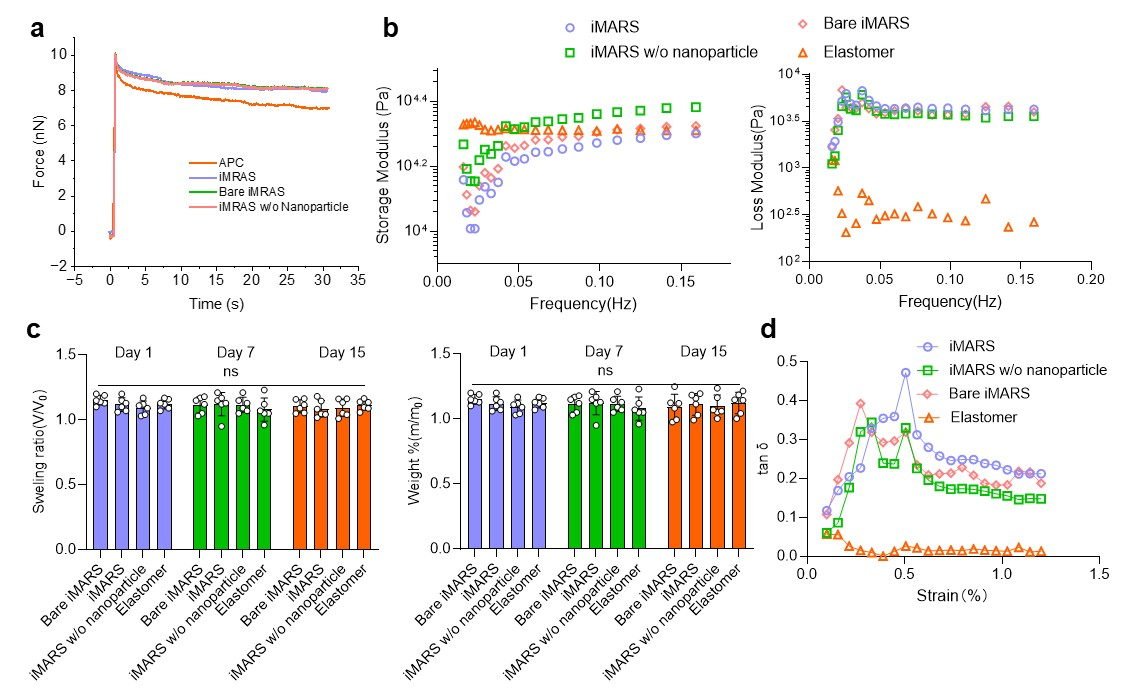 a
10
8
6
4
2
0
−2
Force (nN)
APC
iMRAS
Bare iMRAS
iMRAS w/o Nanoparticle
−5 0 5 10 15 20 25 30 35
Time (s)
b
iMARS
iMARS w/o nanoparticle
Bare iMARS
Elastomer
Storage Modulus (Pa)
10^4.4
10^4.2
10^4
0.00 0.05 0.10 0.15
Frequency(Hz)
Loss Modulus(Pa)
10^4
10^3.5
10^3
10^2.5
10^2
0.00 0.05 0.10 0.15 0.20
Frequency(Hz)
c
Sweling ratio(V/V₀)
1.5
1.0
0.5
0.0
Day 1 Day 7 Day 15
ns
Bare iMARS
iMARS
iMARS w/o nanoparticle
Elastomer
Bare iMARS
iMARS
iMARS w/o nanoparticle
Elastomer
Bare iMARS
iMARS
iMARS w/o nanoparticle
Elastomer
Weight %(m/m₀)
1.5
1.0
0.5
0.0
Day 1 Day 7 Day 15
ns
Bare iMARS
iMARS
iMARS w/o nanoparticle
Elastomer
Bare iMARS
iMARS
iMARS w/o nanoparticle
Elastomer
Bare iMARS
iMARS
iMARS w/o nanoparticle
Elastomer
d
iMARS
iMARS w/o nanoparticle
Bare iMARS
Elastomer
tan δ
0.5
0.4
0.3
0.2
0.1
0.0
0.0 0.5 1.0 1.5
Strain (%)